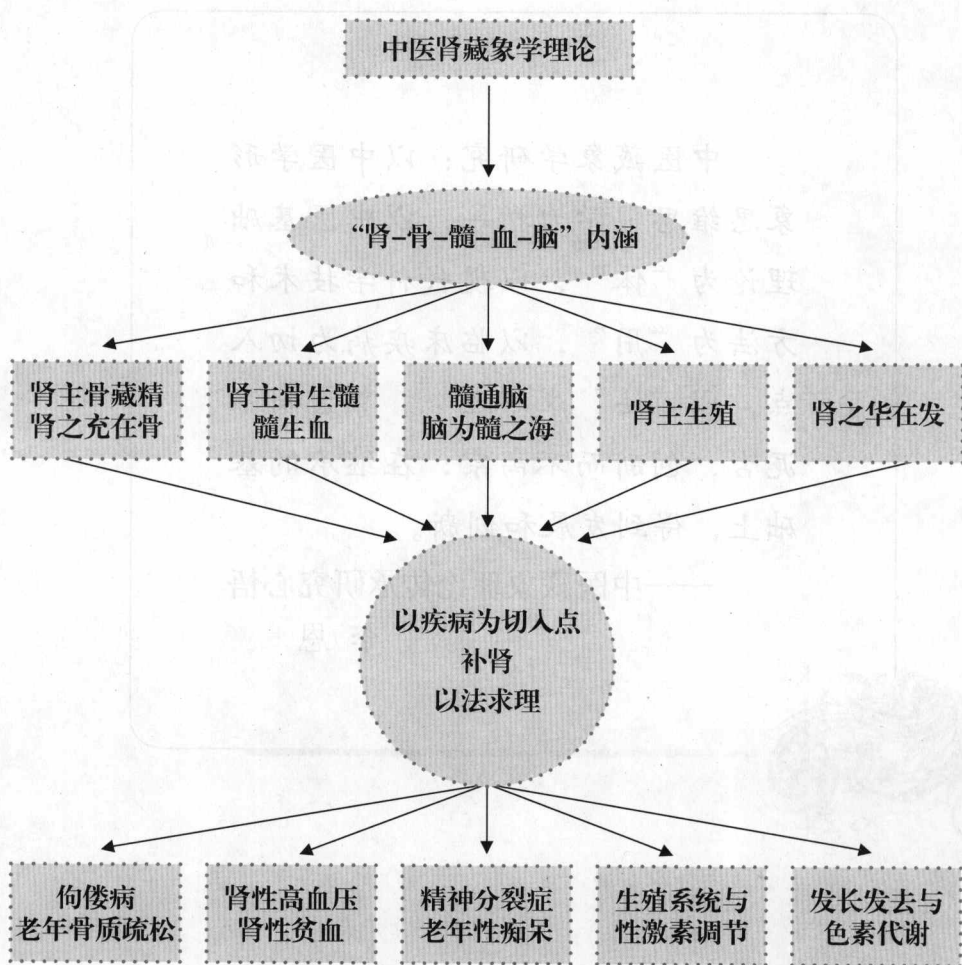 中医肾藏象学理论
“肾-骨-髓-血-脑”内涵
肾主骨藏精
肾之充在骨
肾主骨生髓
髓生血
髓通脑
脑为髓之海
肾主生殖
肾之华在发
以疾病为切入点
补肾
以法求理
佝偻病
老年骨质疏松
肾性高血压
肾性贫血
精神分裂症
老年性痴呆
生殖系统与
性激素调节
发长发去与
色素代谢